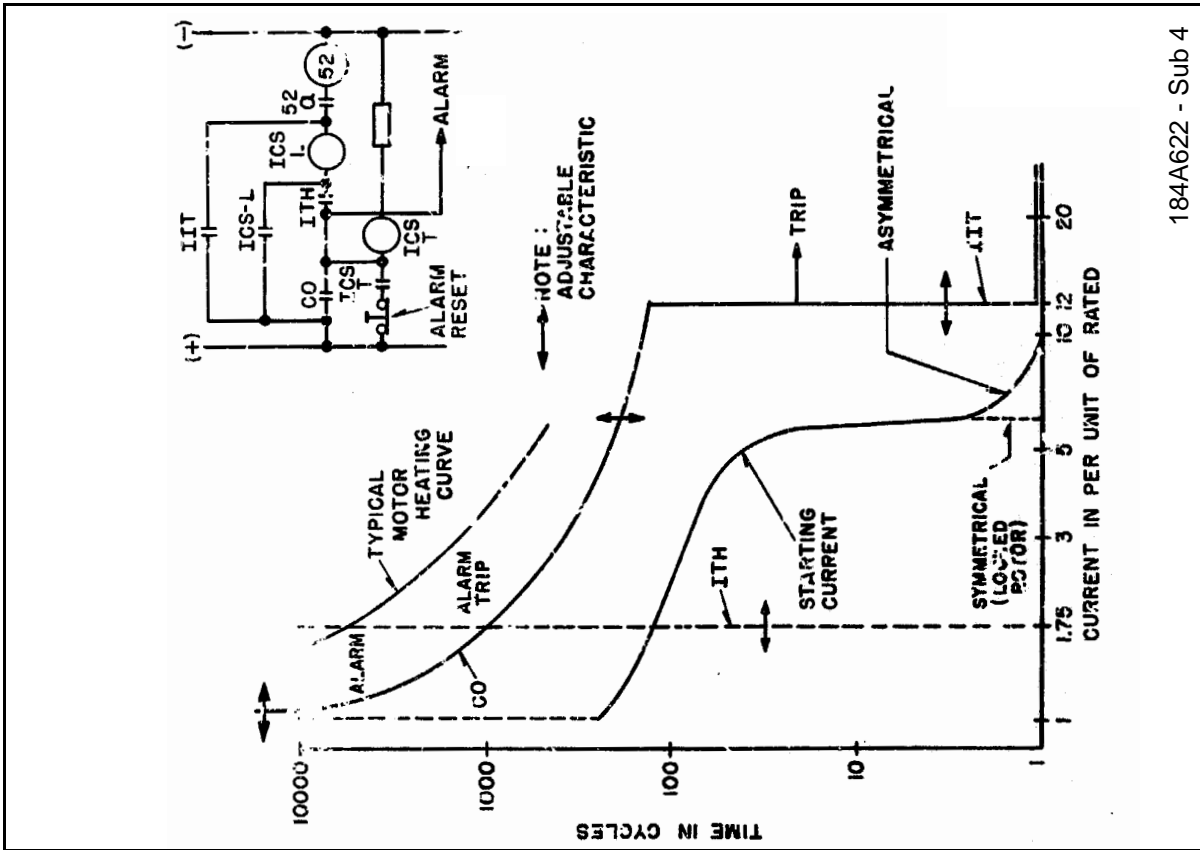 (+)
(-)
IIT
ICS-L
ICS
L
52
a
52
CO
ITH
ICS
T
ICS
T
ALARM
RESET
ALARM
NOTE:
ADJUSTABLE
CHARACTERISTIC
TYPICAL
MOTOR
HEATING
CURVE
ALARM
ALARM
TRIP
CO
TRIP
ASYMMETRICAL
IIT
ITH
STARTING
CURRENT
SYMMETRICAL
(LOCKED
ROTOR)
10000
1000
100
10
1
TIME IN CYCLES
1
1.75
3
5
10
12
20
CURRENT IN PER UNIT OF RATED
184A622 - Sub 4